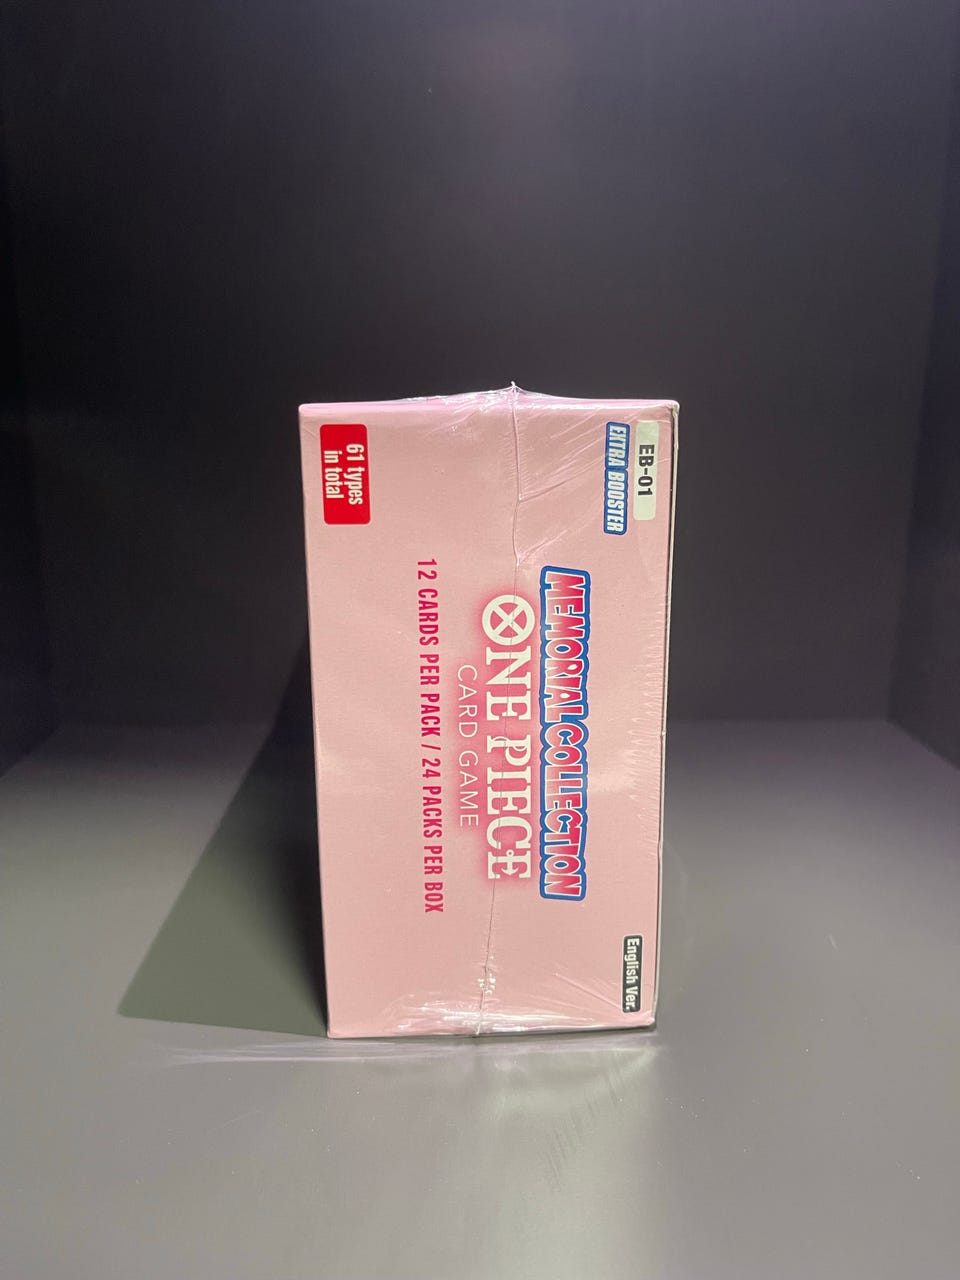 EB-01
EXTRA BOOSTER
English Ver.
MEMORIAL COLLECTION
ONE PIECE
CARD GAME
12 CARDS PER PACK / 24 PACKS PER BOX
61 types
in total